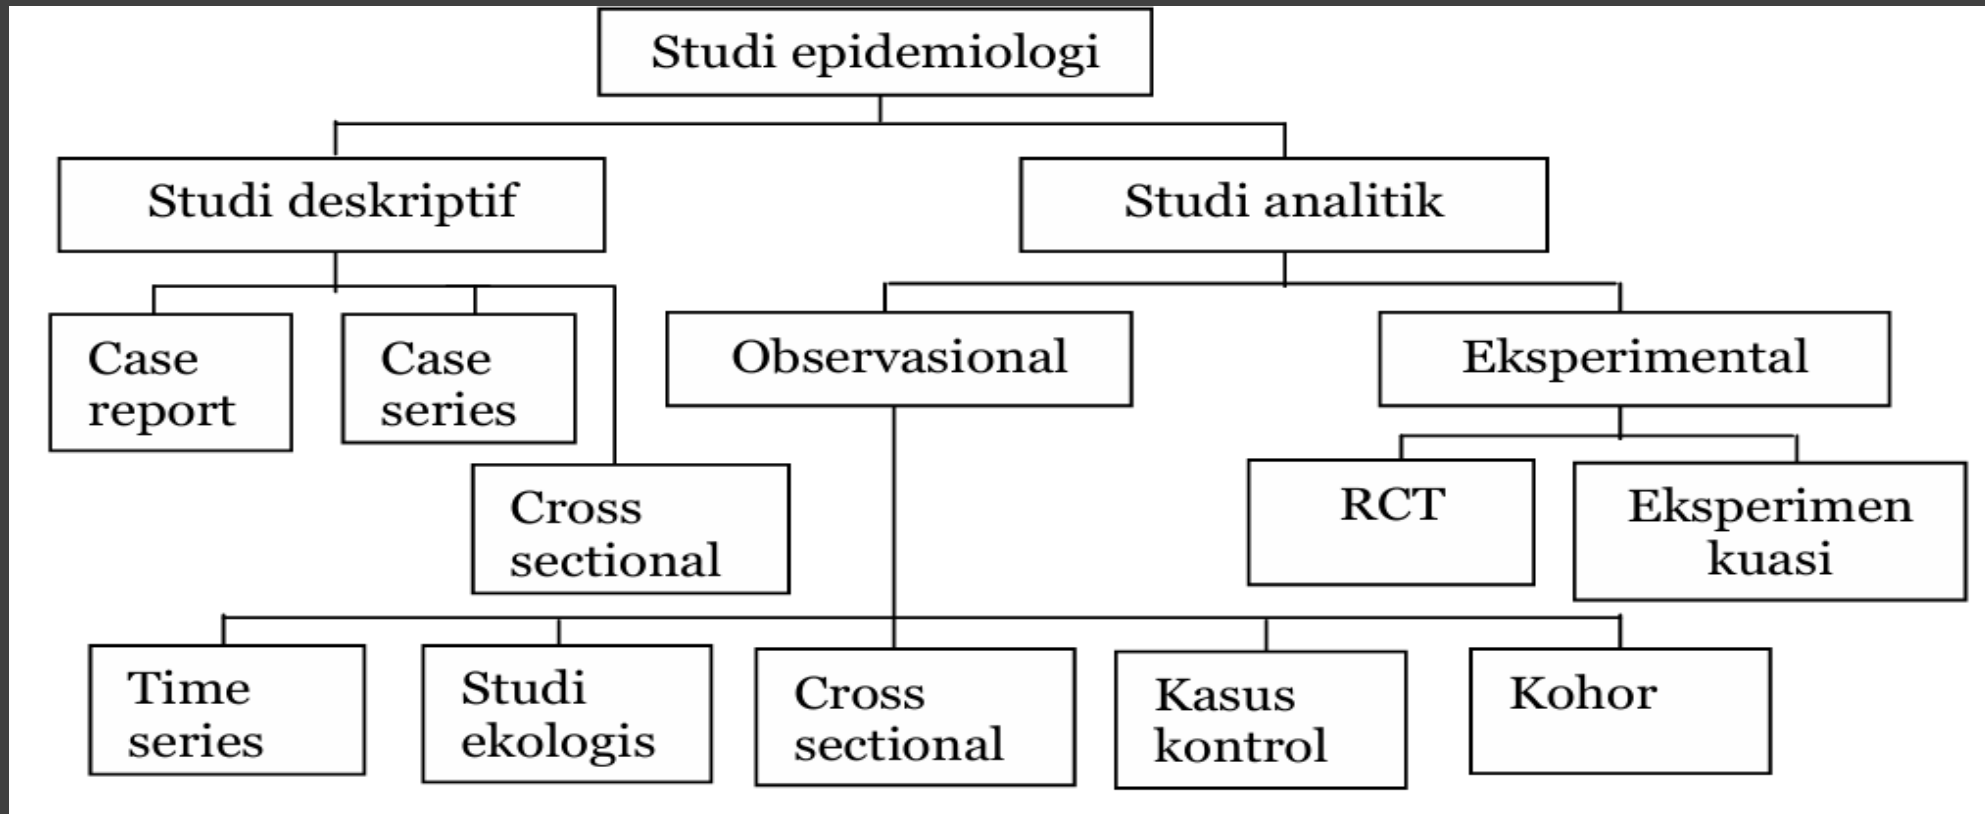 Studi epidemiologi
Studi deskriptif
Studi analitik
Case
report
Case
series
Observasional
Eksperimental
Cross
sectional
RCT
Eksperimen
kuasi
Time
series
Studi
ekologis
Cross
sectional
Kasus
kontrol
Kohor